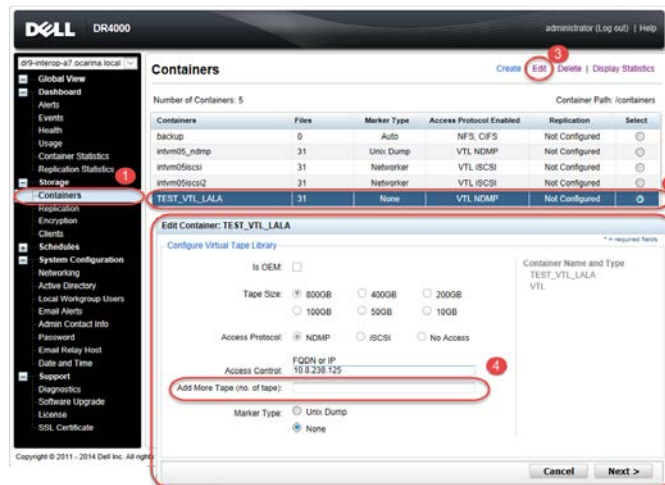 DELL DR4000
administrator (Log out) | Help
dr9-interop-a7.ocarina.local
Global View
Dashboard
Alerts
Events
Health
Usage
Container Statistics
Replication Statistics
1
Storage
Containers
Replication
Encryption
Clients
Schedules
System Configuration
Networking
Active Directory
Local Workgroup Users
Email Alerts
Admin Contact Info
Password
Email Relay Host
Date and Time
Support
Diagnostics
Software Upgrade
License
SSL Certificate
3
Containers
Create | Edit | Delete | Display Statistics
Number of Containers: 5
Container Path: /containers
Containers Files Marker Type Access Protocol Enabled Replication Select
backup 0 Auto NFS, CIFS Not Configured
intvm05_ndmp 31 Unix Dump VTL NDMP Not Configured
intvm05iscsi 31 Networker VTL iSCSI Not Configured
intvm05iscsi2 31 Networker VTL iSCSI Not Configured
TEST_VTL_LALA 31 None VTL NDMP Not Configured
Edit Container: TEST_VTL_LALA
* = required fields
Configure Virtual Tape Library
Container Name and Type
TEST_VTL_LALA
VTL
Is OEM:
Tape Size: 800GB 400GB 200GB
100GB 50GB 10GB
Access Protocol: NDMP iSCSI No Access
FQDN or IP
Access Control: 10.8.230.125
4
Add More Tape (no. of tape):
Marker Type: Unix Dump
None
Cancel Next >
Copyright © 2011 - 2014 Dell Inc. All